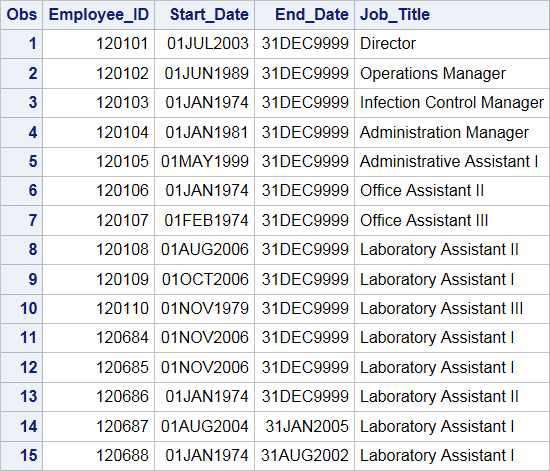 Obs Employee_ID Start_Date End_Date Job_Title
1 120101 01JUL2003 31DEC9999 Director
2 120102 01JUN1989 31DEC9999 Operations Manager
3 120103 01JAN1974 31DEC9999 Infection Control Manager
4 120104 01JAN1981 31DEC9999 Administration Manager
5 120105 01MAY1999 31DEC9999 Administrative Assistant I
6 120106 01JAN1974 31DEC9999 Office Assistant II
7 120107 01FEB1974 31DEC9999 Office Assistant III
8 120108 01AUG2006 31DEC9999 Laboratory Assistant II
9 120109 01OCT2006 31DEC9999 Laboratory Assistant I
10 120110 01NOV1979 31DEC9999 Laboratory Assistant III
11 120684 01NOV2006 31DEC9999 Laboratory Assistant I
12 120685 01NOV2006 31DEC9999 Laboratory Assistant I
13 120686 01JAN1974 31DEC9999 Laboratory Assistant II
14 120687 01AUG2004 31JAN2005 Laboratory Assistant I
15 120688 01JAN1974 31AUG2002 Laboratory Assistant I